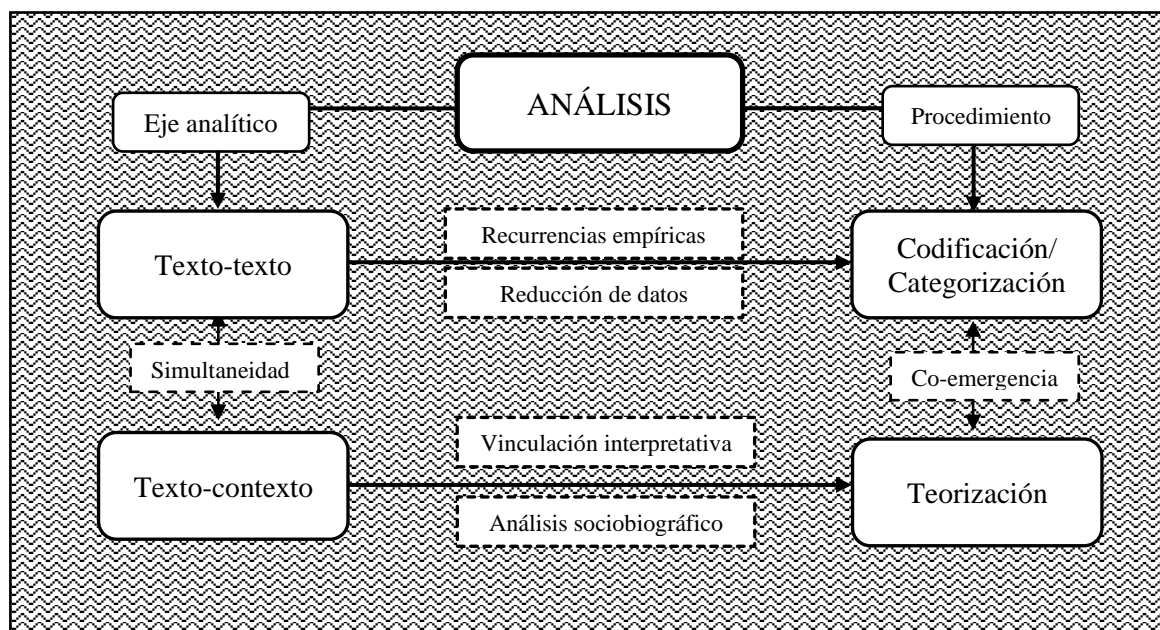 ANÁLISIS
Eje analítico
Procedimiento
Recurrencias empíricas
Texto-texto
Codificación/
Categorización
Reducción de datos
Simultaneidad
Co-emergencia
Vinculación interpretativa
Texto-contexto
Teorización
Análisis sociobiográfico